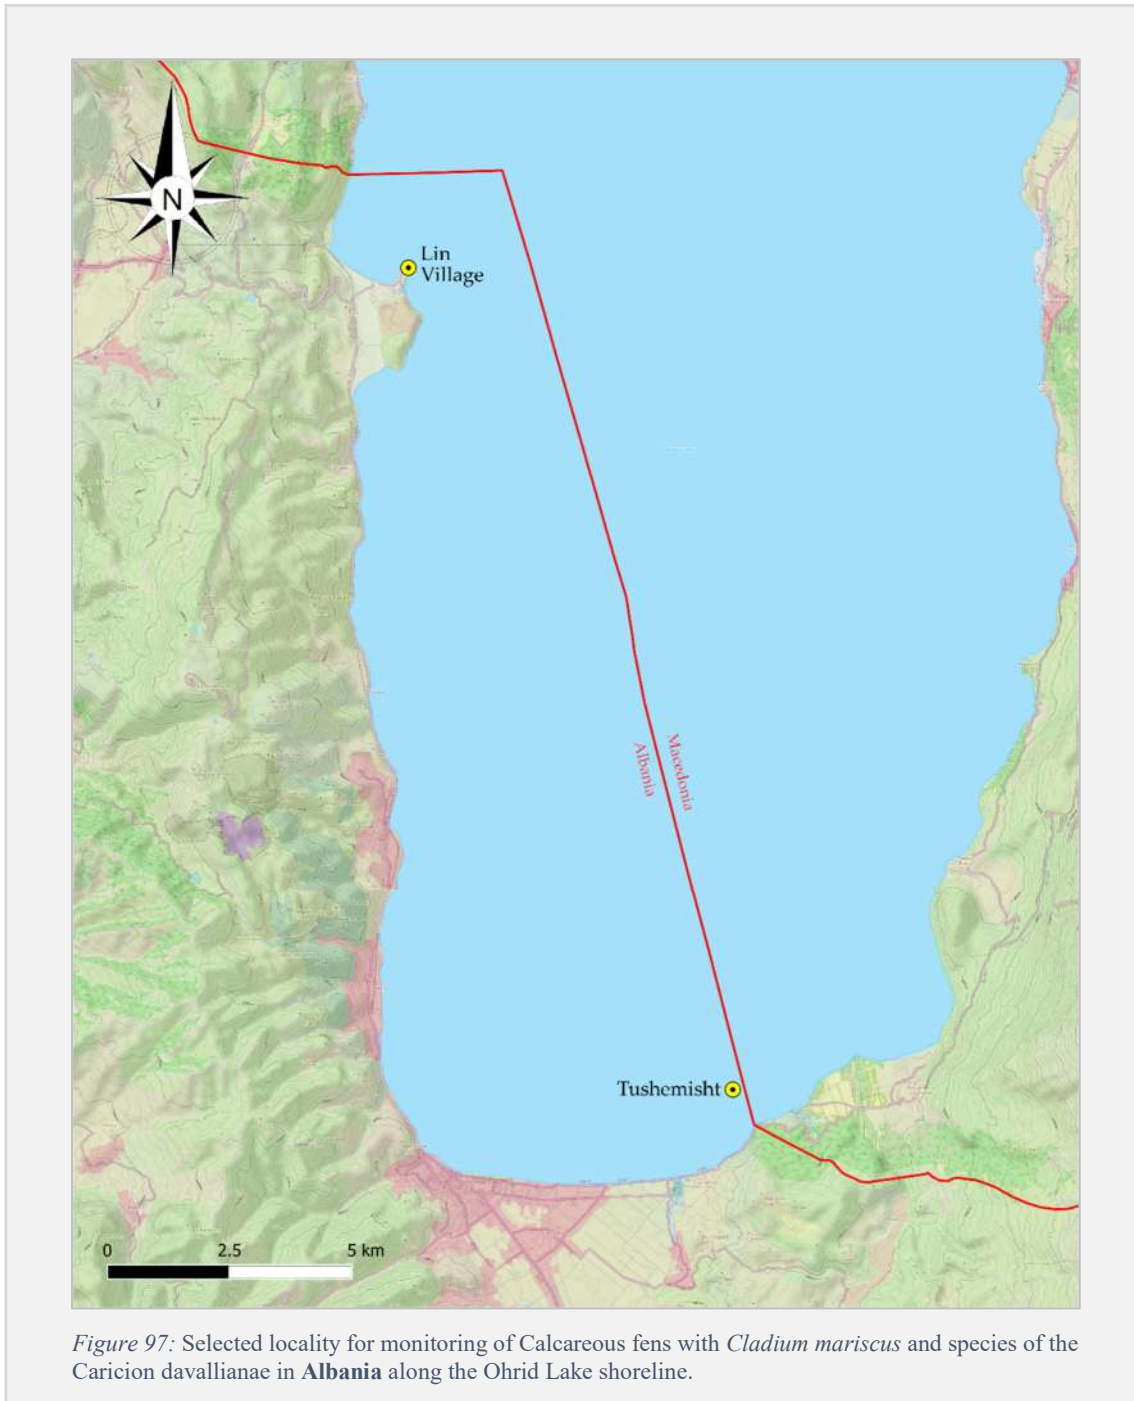 N
Lin
Village
Macedonia
Albania
Tushemisht
0 2.5 5 km
Figure 97: Selected locality for monitoring of Calcareous fens with Cladium mariscus and species of the
Caricion davallianae in Albania along the Ohrid Lake shoreline.